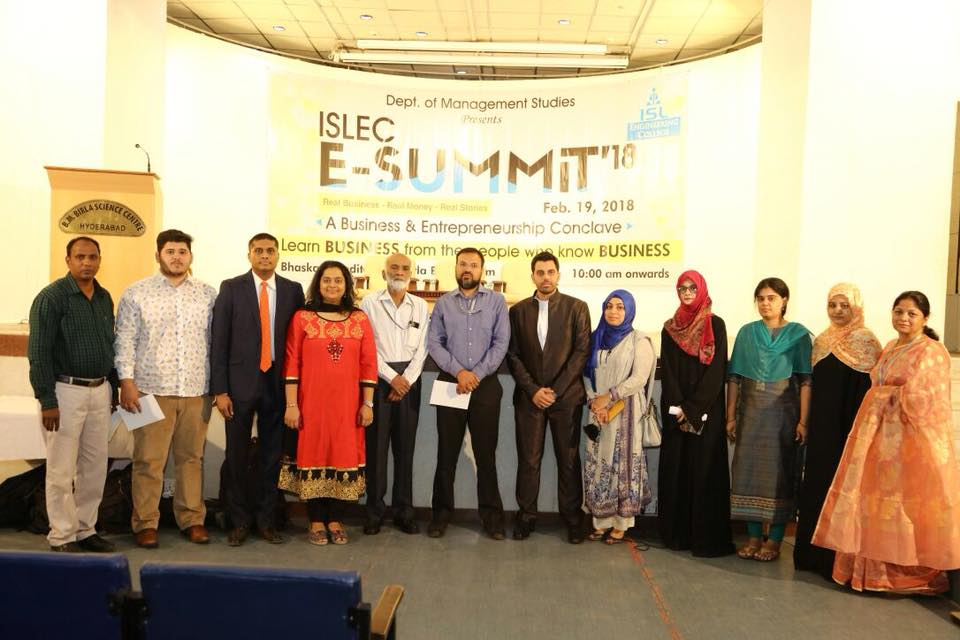 Dept. of Management Studies
Presents
ISL
ENGINEERING
COLLEGE
ISLEC
E-SUMMIT'18
Real Business - Real Money - Real Stories
Feb. 19, 2018
A Business & Entrepreneurship Conclave
Learn BUSINESS from the people who know BUSINESS
10:00 am onwards
B.M. BIRLA SCIENCE CENTRE
HYDERABAD